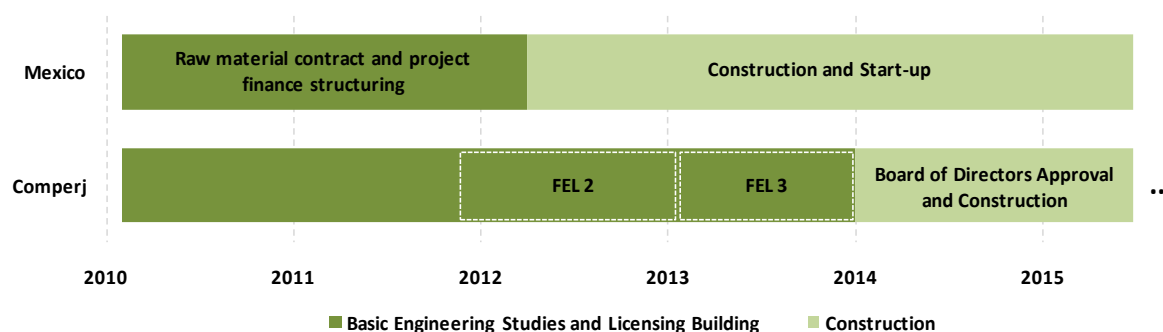 Mexico
Raw material contract and project
finance structuring
Construction and Start-up
Comperj
FEL 2
FEL 3
Board of Directors Approval
and Construction
..
2010 2011 2012 2013 2014 2015
Basic Engineering Studies and Licensing Building Construction